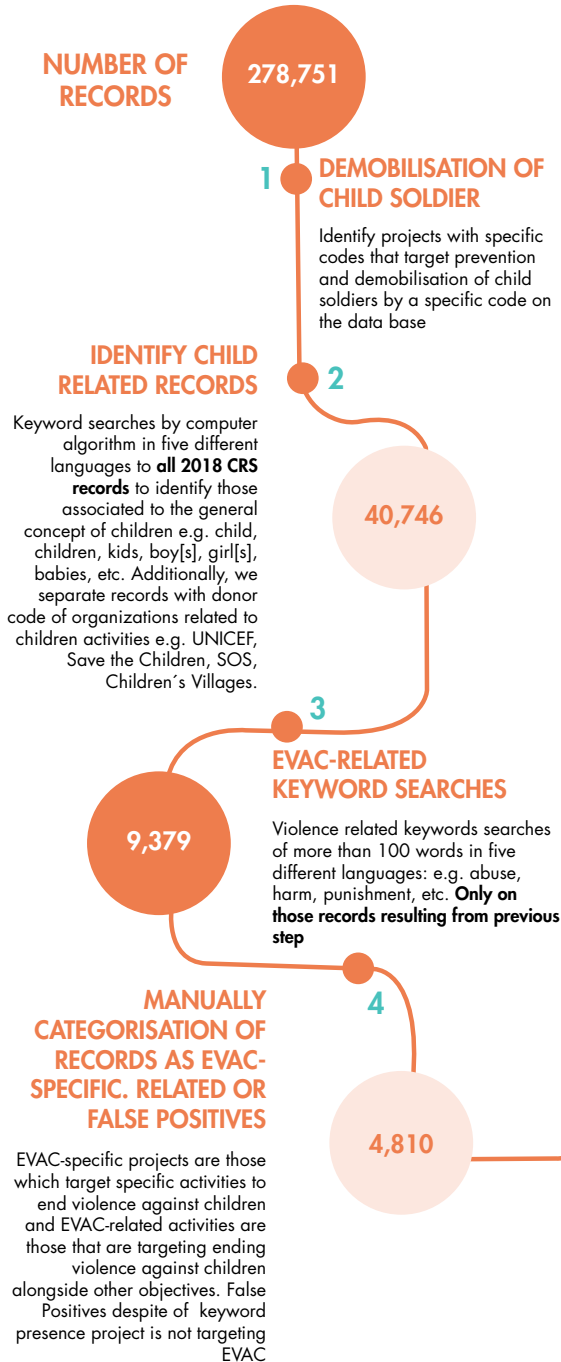 NUMBER OF
RECORDS
278,751
1
DEMOBILISATION OF
CHILD SOLDIER
Identify projects with specific
codes that target prevention
and demobilisation of child
soldiers by a specific code on
the data base
IDENTIFY CHILD
RELATED RECORDS
2
Keyword searches by computer
algorithm in five different
languages to all 2018 CRS
records to identify those
associated to the general
concept of children e.g. child,
children, kids, boy[s], girl[s],
babies, etc. Additionally, we
separate records with donor
code of organizations related to
children activities e.g. UNICEF,
Save the Children, SOS,
Children´s Villages.
40,746
3
EVAC-RELATED
KEYWORD SEARCHES
Violence related keywords searches
of more than 100 words in five
different languages: e.g. abuse,
harm, punishment, etc. Only on
those records resulting from previous
step
9,379
4
MANUALLY
CATEGORISATION OF
RECORDS AS EVAC-
SPECIFIC. RELATED OR
FALSE POSITIVES
EVAC-specific projects are those
which target specific activities to
end violence against children
and EVAC-related activities are
those that are targeting ending
violence against children
alongside other objectives. False
Positives despite of  keyword
presence project is not targeting
EVAC
4,810